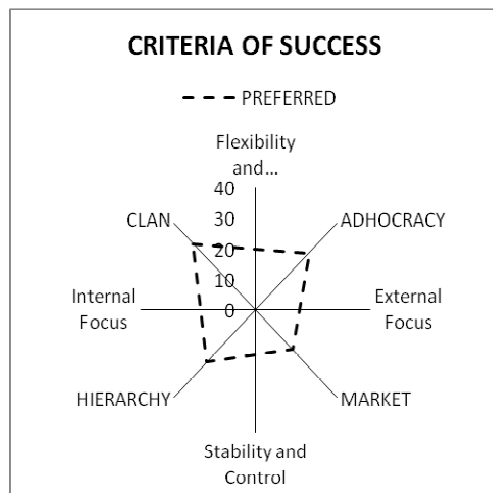 CRITERIA OF SUCCESS
PREFERRED
Flexibility
and...
40
30
20
10
0
CLAN
ADHOCRACY
Internal
Focus
External
Focus
HIERARCHY
MARKET
Stability and
Control